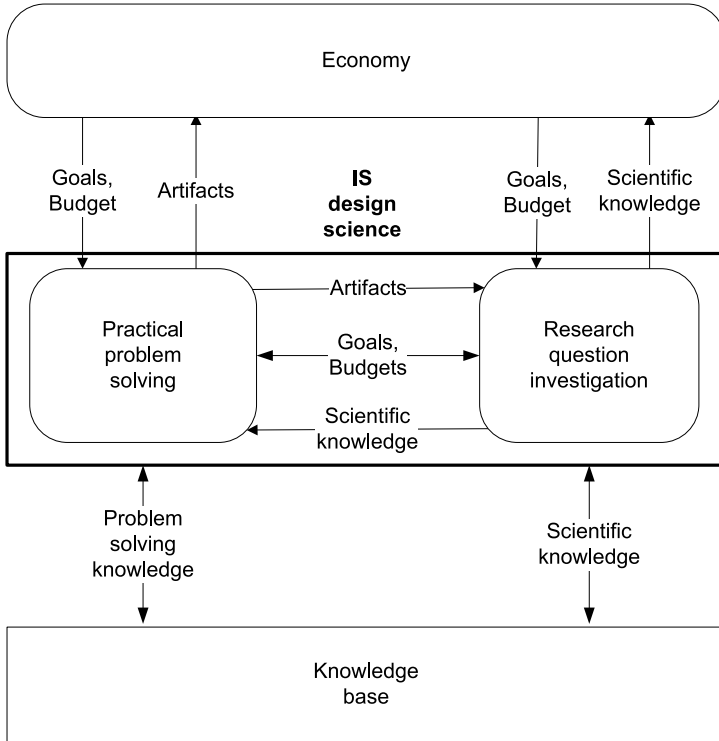 Economy
Goals,
Budget
Artifacts
IS
design
science
Goals,
Budget
Scientific
knowledge
Practical
problem
solving
Artifacts
Goals,
Budgets
Scientific
knowledge
Research
question
investigation
Problem
solving
knowledge
Scientific
knowledge
Knowledge
base